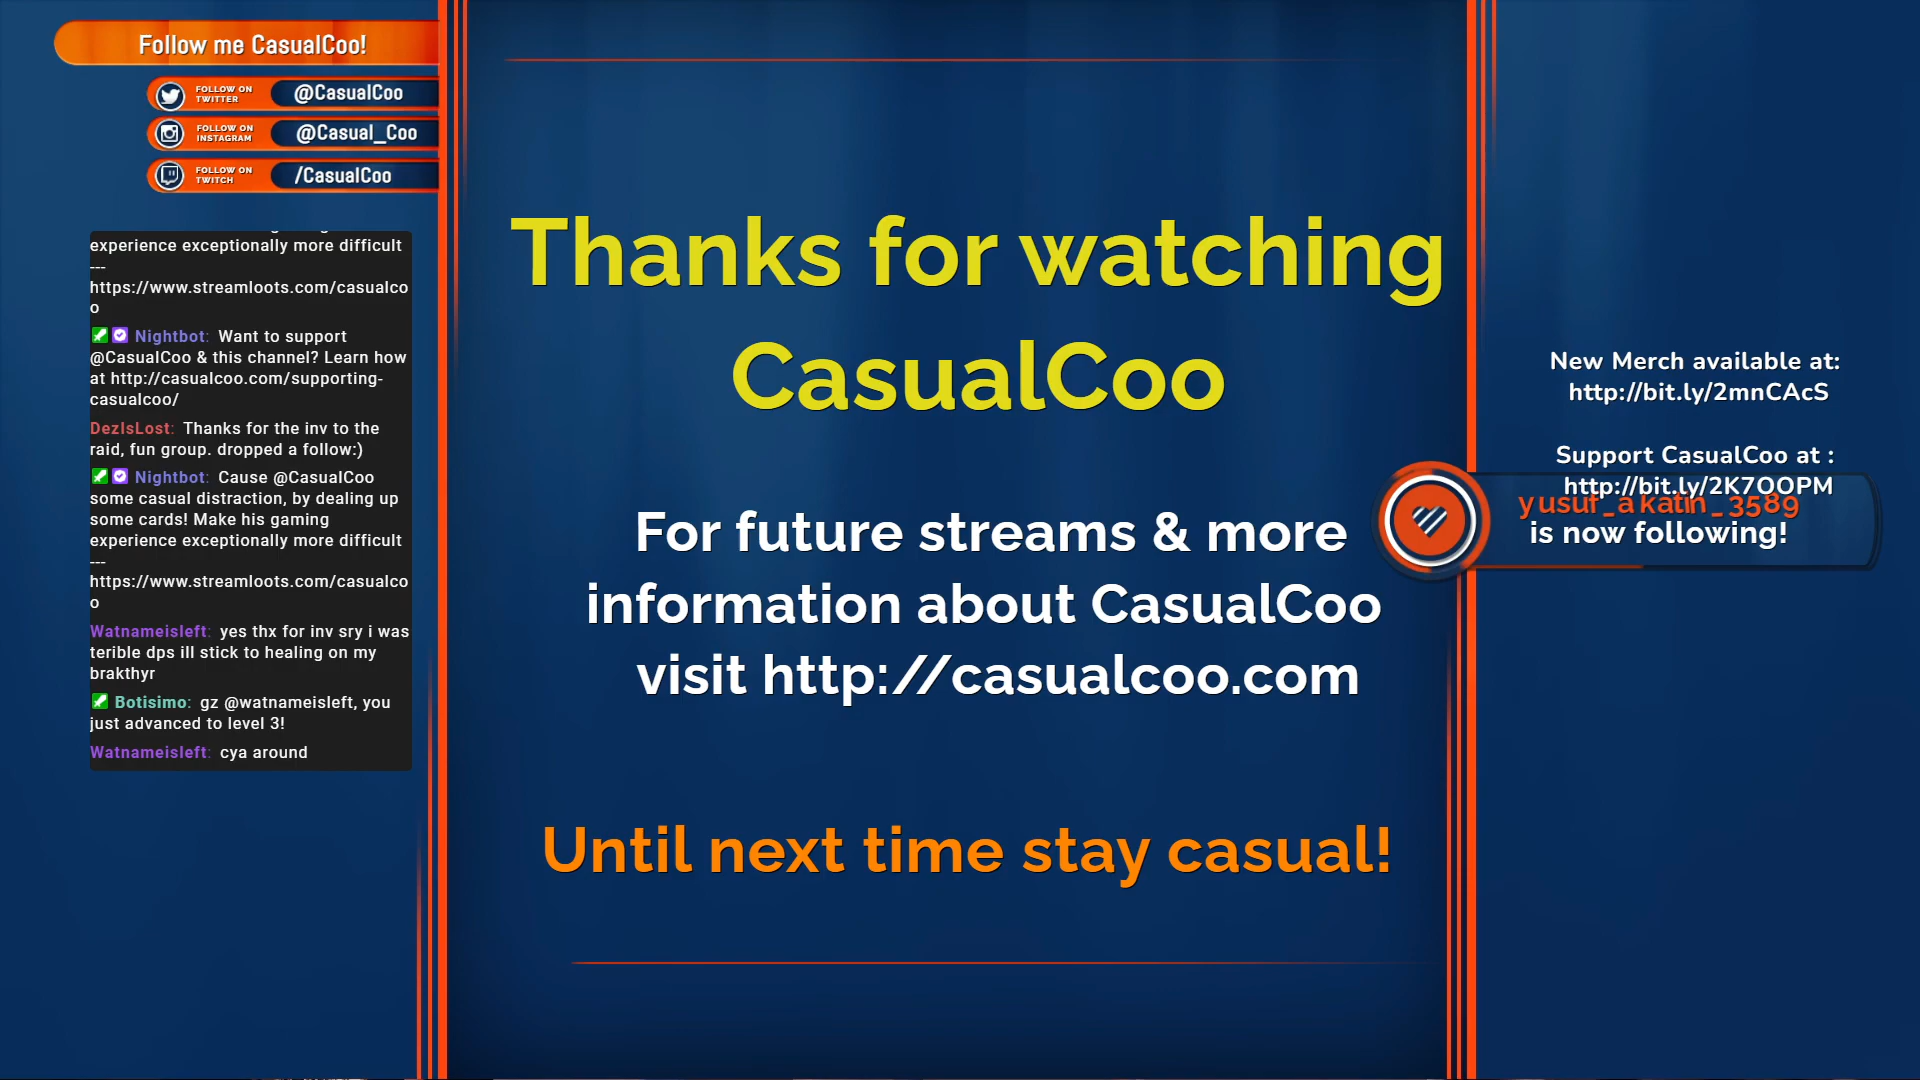 Follow me CasualCoo!
FOLLOW ON
TWITTER
@CasualCoo
FOLLOW ON
INSTAGRAM
@Casual_Coo
FOLLOW ON
TWITCH
/CasualCoo
experience exceptionally more difficult
---
https://www.streamloots.com/casualco
o
Nightbot: Want to support
@CasualCoo & this channel? Learn how
at http://casualcoo.com/supporting-
casualcoo/
DezIsLost: Thanks for the inv to the
raid, fun group. dropped a follow:)
Nightbot: Cause @CasualCoo
some casual distraction, by dealing up
some cards! Make his gaming
experience exceptionally more difficult
---
https://www.streamloots.com/casualco
o
Watnameisleft: yes thx for inv sry i was
terible dps ill stick to healing on my
brakthyr
Botisimo: gz @watnameisleft, you
just advanced to level 3!
Watnameisleft: cya around
Thanks for watching
CasualCoo
For future streams & more
information about CasualCoo
visit http://casualcoo.com
Until next time stay casual!
New Merch available at:
http://bit.ly/2mnCAcS
Support CasualCoo at :
http://bit.ly/2K7OOPM
yusuf_akatin_3589
is now following!